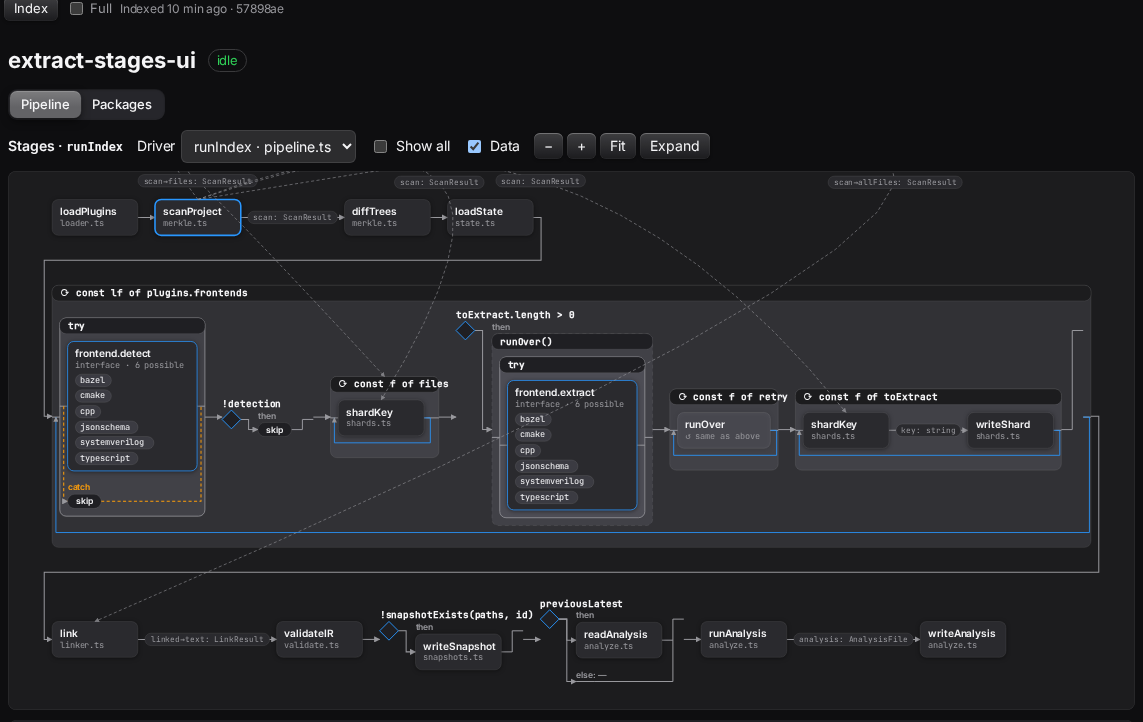 Index Full Indexed 10 min ago · 57898ae
extract-stages-ui idle
Pipeline Packages
Stages · runIndex Driver runIndex · pipeline.ts Show all Data − + Fit Expand
scan→files: ScanResult scan: ScanResult scan: ScanResult scan→allFiles: ScanResult
loadPlugins
loader.ts
scanProject
merkle.ts
scan: ScanResult
diffTrees
merkle.ts
loadState
state.ts
⟳ const lf of plugins.frontends
try
frontend.detect
interface · 6 possible
bazel
cmake
cpp
jsonschema
systemverilog
typescript
catch
skip
!detection
then
skip
⟳ const f of files
shardKey
shards.ts
toExtract.length > 0
then
runOver()
try
frontend.extract
interface · 6 possible
bazel
cmake
cpp
jsonschema
systemverilog
typescript
⟳ const f of retry
runOver
↺ same as above
⟳ const f of toExtract
shardKey
shards.ts
key: string
writeShard
shards.ts
link
linker.ts
linked→text: LinkResult
validateIR
validate.ts
!snapshotExists(paths, id)
then
writeSnapshot
snapshots.ts
previousLatest
then
readAnalysis
analyze.ts
else: —
runAnalysis
analyze.ts
analysis: AnalysisFile
writeAnalysis
analyze.ts